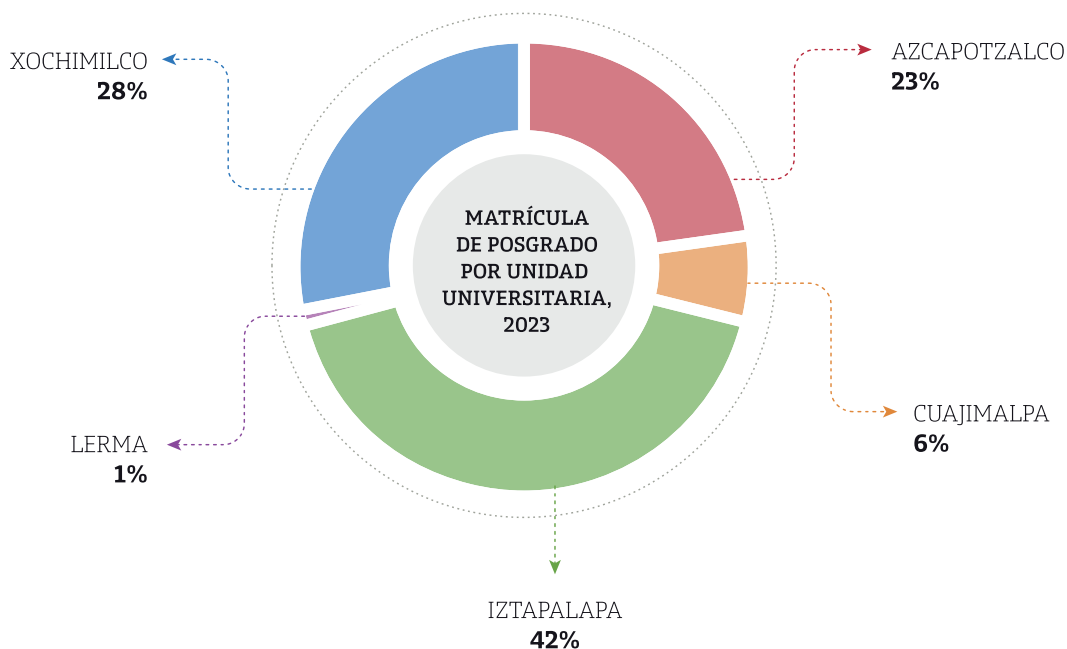 XOCHIMILCO
28%
AZCAPOTZALCO
23%
MATRÍCULA
DE POSGRADO
POR UNIDAD
UNIVERSITARIA,
2023
CUAJIMALPA
6%
LERMA
1%
IZTAPALAPA
42%